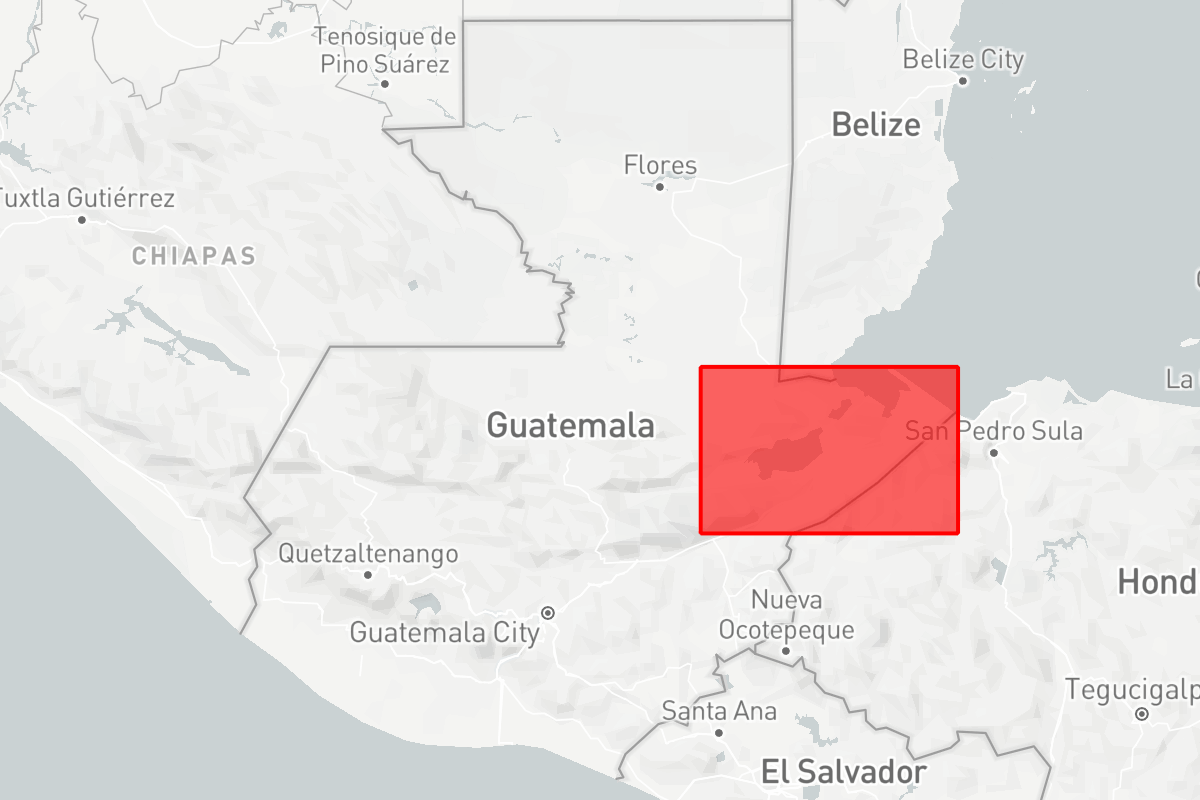 Tenosique de
Pino Suárez
Belize City
Belize
Flores
Tuxtla Gutiérrez
CHIAPAS
La
Guatemala
San Pedro Sula
Quetzaltenango
Hond
Nueva
Ocotepeque
Guatemala City
Tegucigalp
Santa Ana
El Salvador